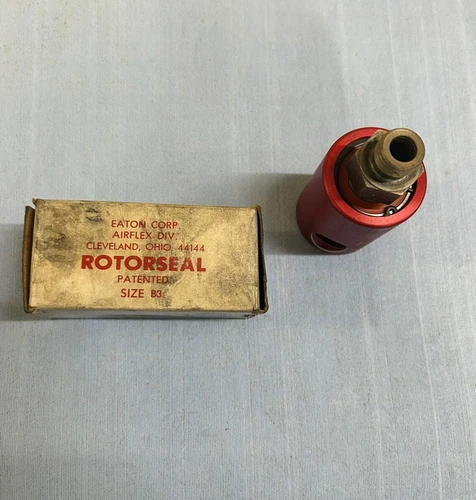 EATON CORP.
AIRFLEX DIV.
CLEVELAND, OHIO, 44144
ROTORSEAL
PATENTED
SIZE B3